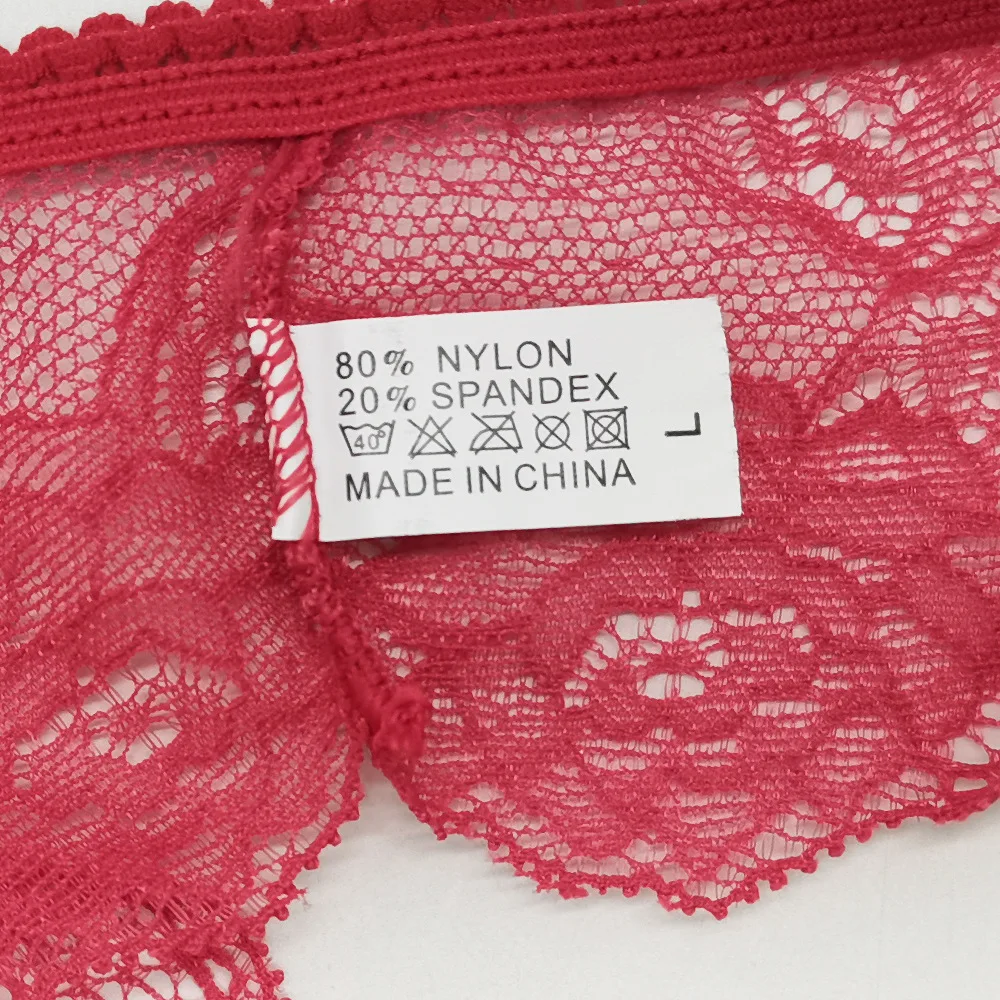 80% NYLON
20% SPANDEX
40°
MADE IN CHINA
L